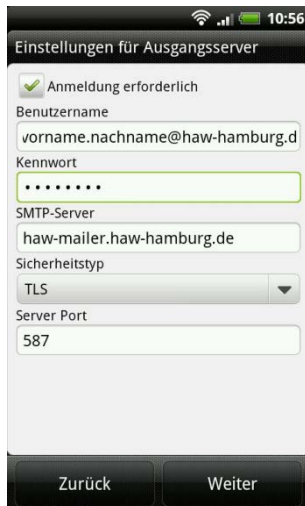 10:56
Einstellungen für Ausgangsserver
Anmeldung erforderlich
Benutzername
vorname.nachname@haw-hamburg.d
Kennwort
••••••••
SMTP-Server
haw-mailer.haw-hamburg.de
Sicherheitstyp
TLS
Server Port
587
Zurück Weiter